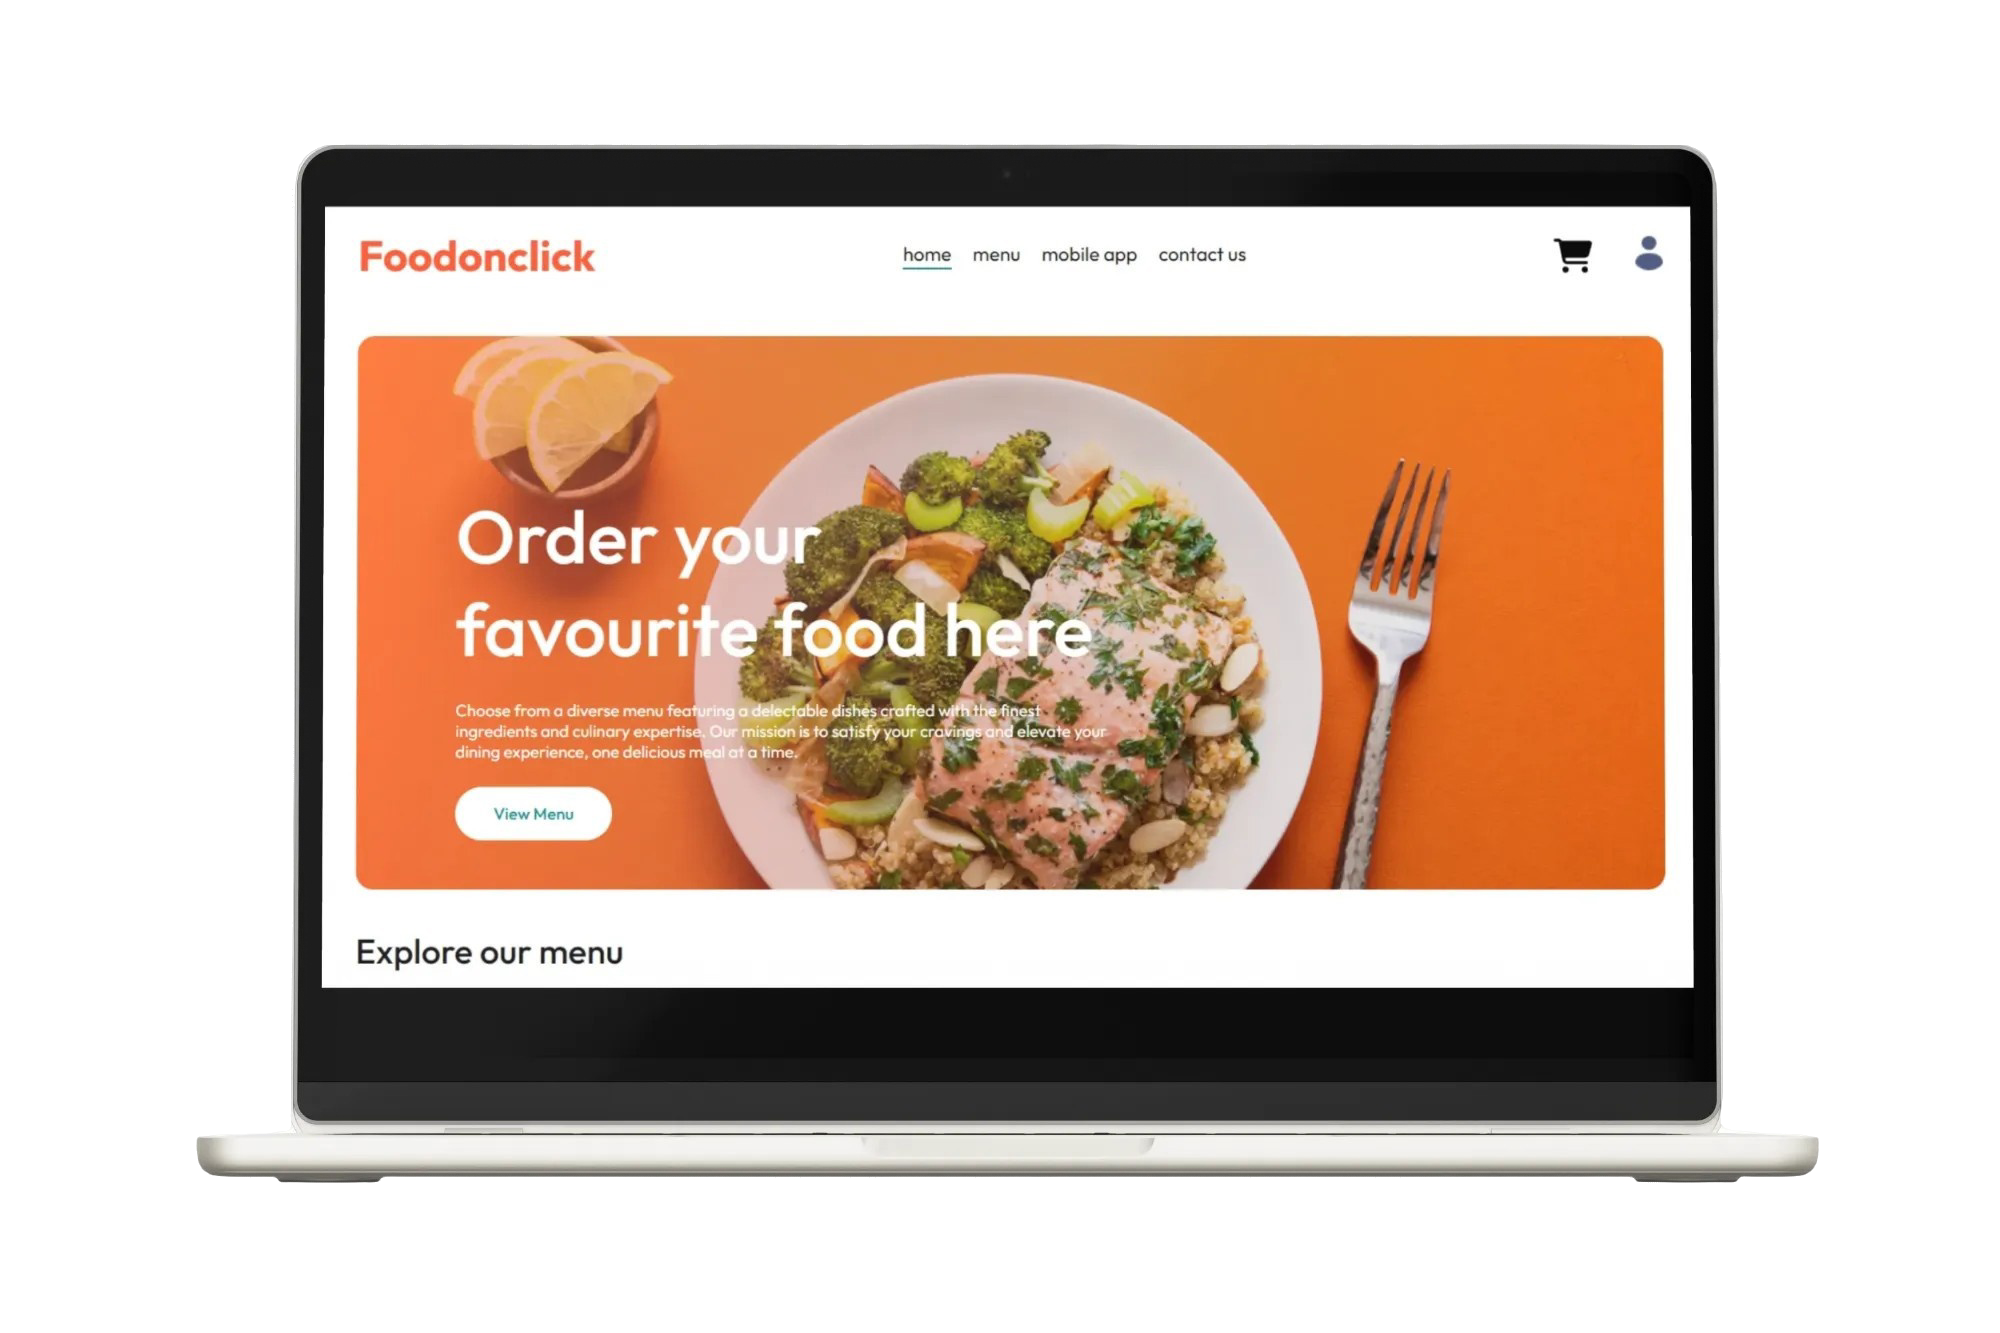 Foodonclick
home menu mobile app contact us
Order your
favourite food here
Choose from a diverse menu featuring a delectable dishes crafted with the finest
ingredients and culinary expertise. Our mission is to satisfy your cravings and elevate your
dining experience, one delicious meal at a time.
View Menu
Explore our menu